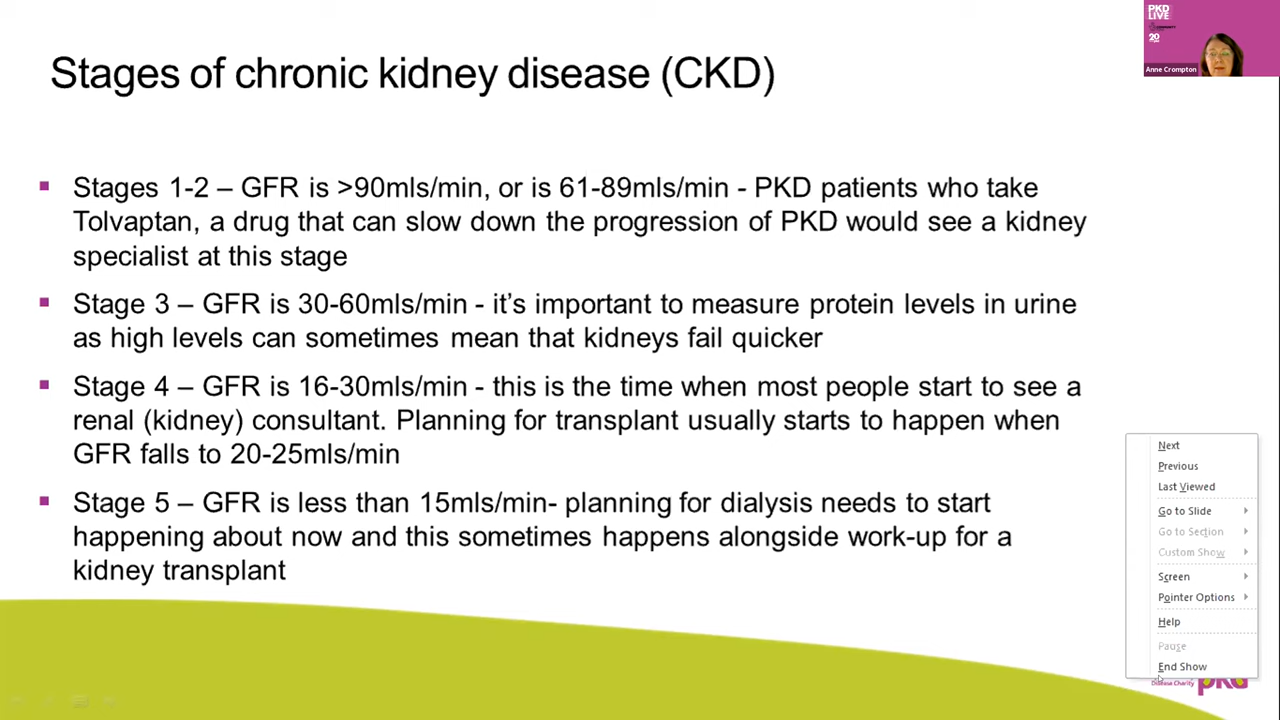 PKD
LIVE
20
Anne Crompton
Stages of chronic kidney disease (CKD)
▪ Stages 1-2 – GFR is >90mls/min, or is 61-89mls/min - PKD patients who take
Tolvaptan, a drug that can slow down the progression of PKD would see a kidney
specialist at this stage
▪ Stage 3 – GFR is 30-60mls/min - it’s important to measure protein levels in urine
as high levels can sometimes mean that kidneys fail quicker
▪ Stage 4 – GFR is 16-30mls/min - this is the time when most people start to see a
renal (kidney) consultant. Planning for transplant usually starts to happen when
GFR falls to 20-25mls/min
▪ Stage 5 – GFR is less than 15mls/min- planning for dialysis needs to start
happening about now and this sometimes happens alongside work-up for a
kidney transplant
Next
Previous
Last Viewed
Go to Slide
Go to Section
Custom Show
Screen
Pointer Options
Help
Pause
End Show
Disease Charity
pkd